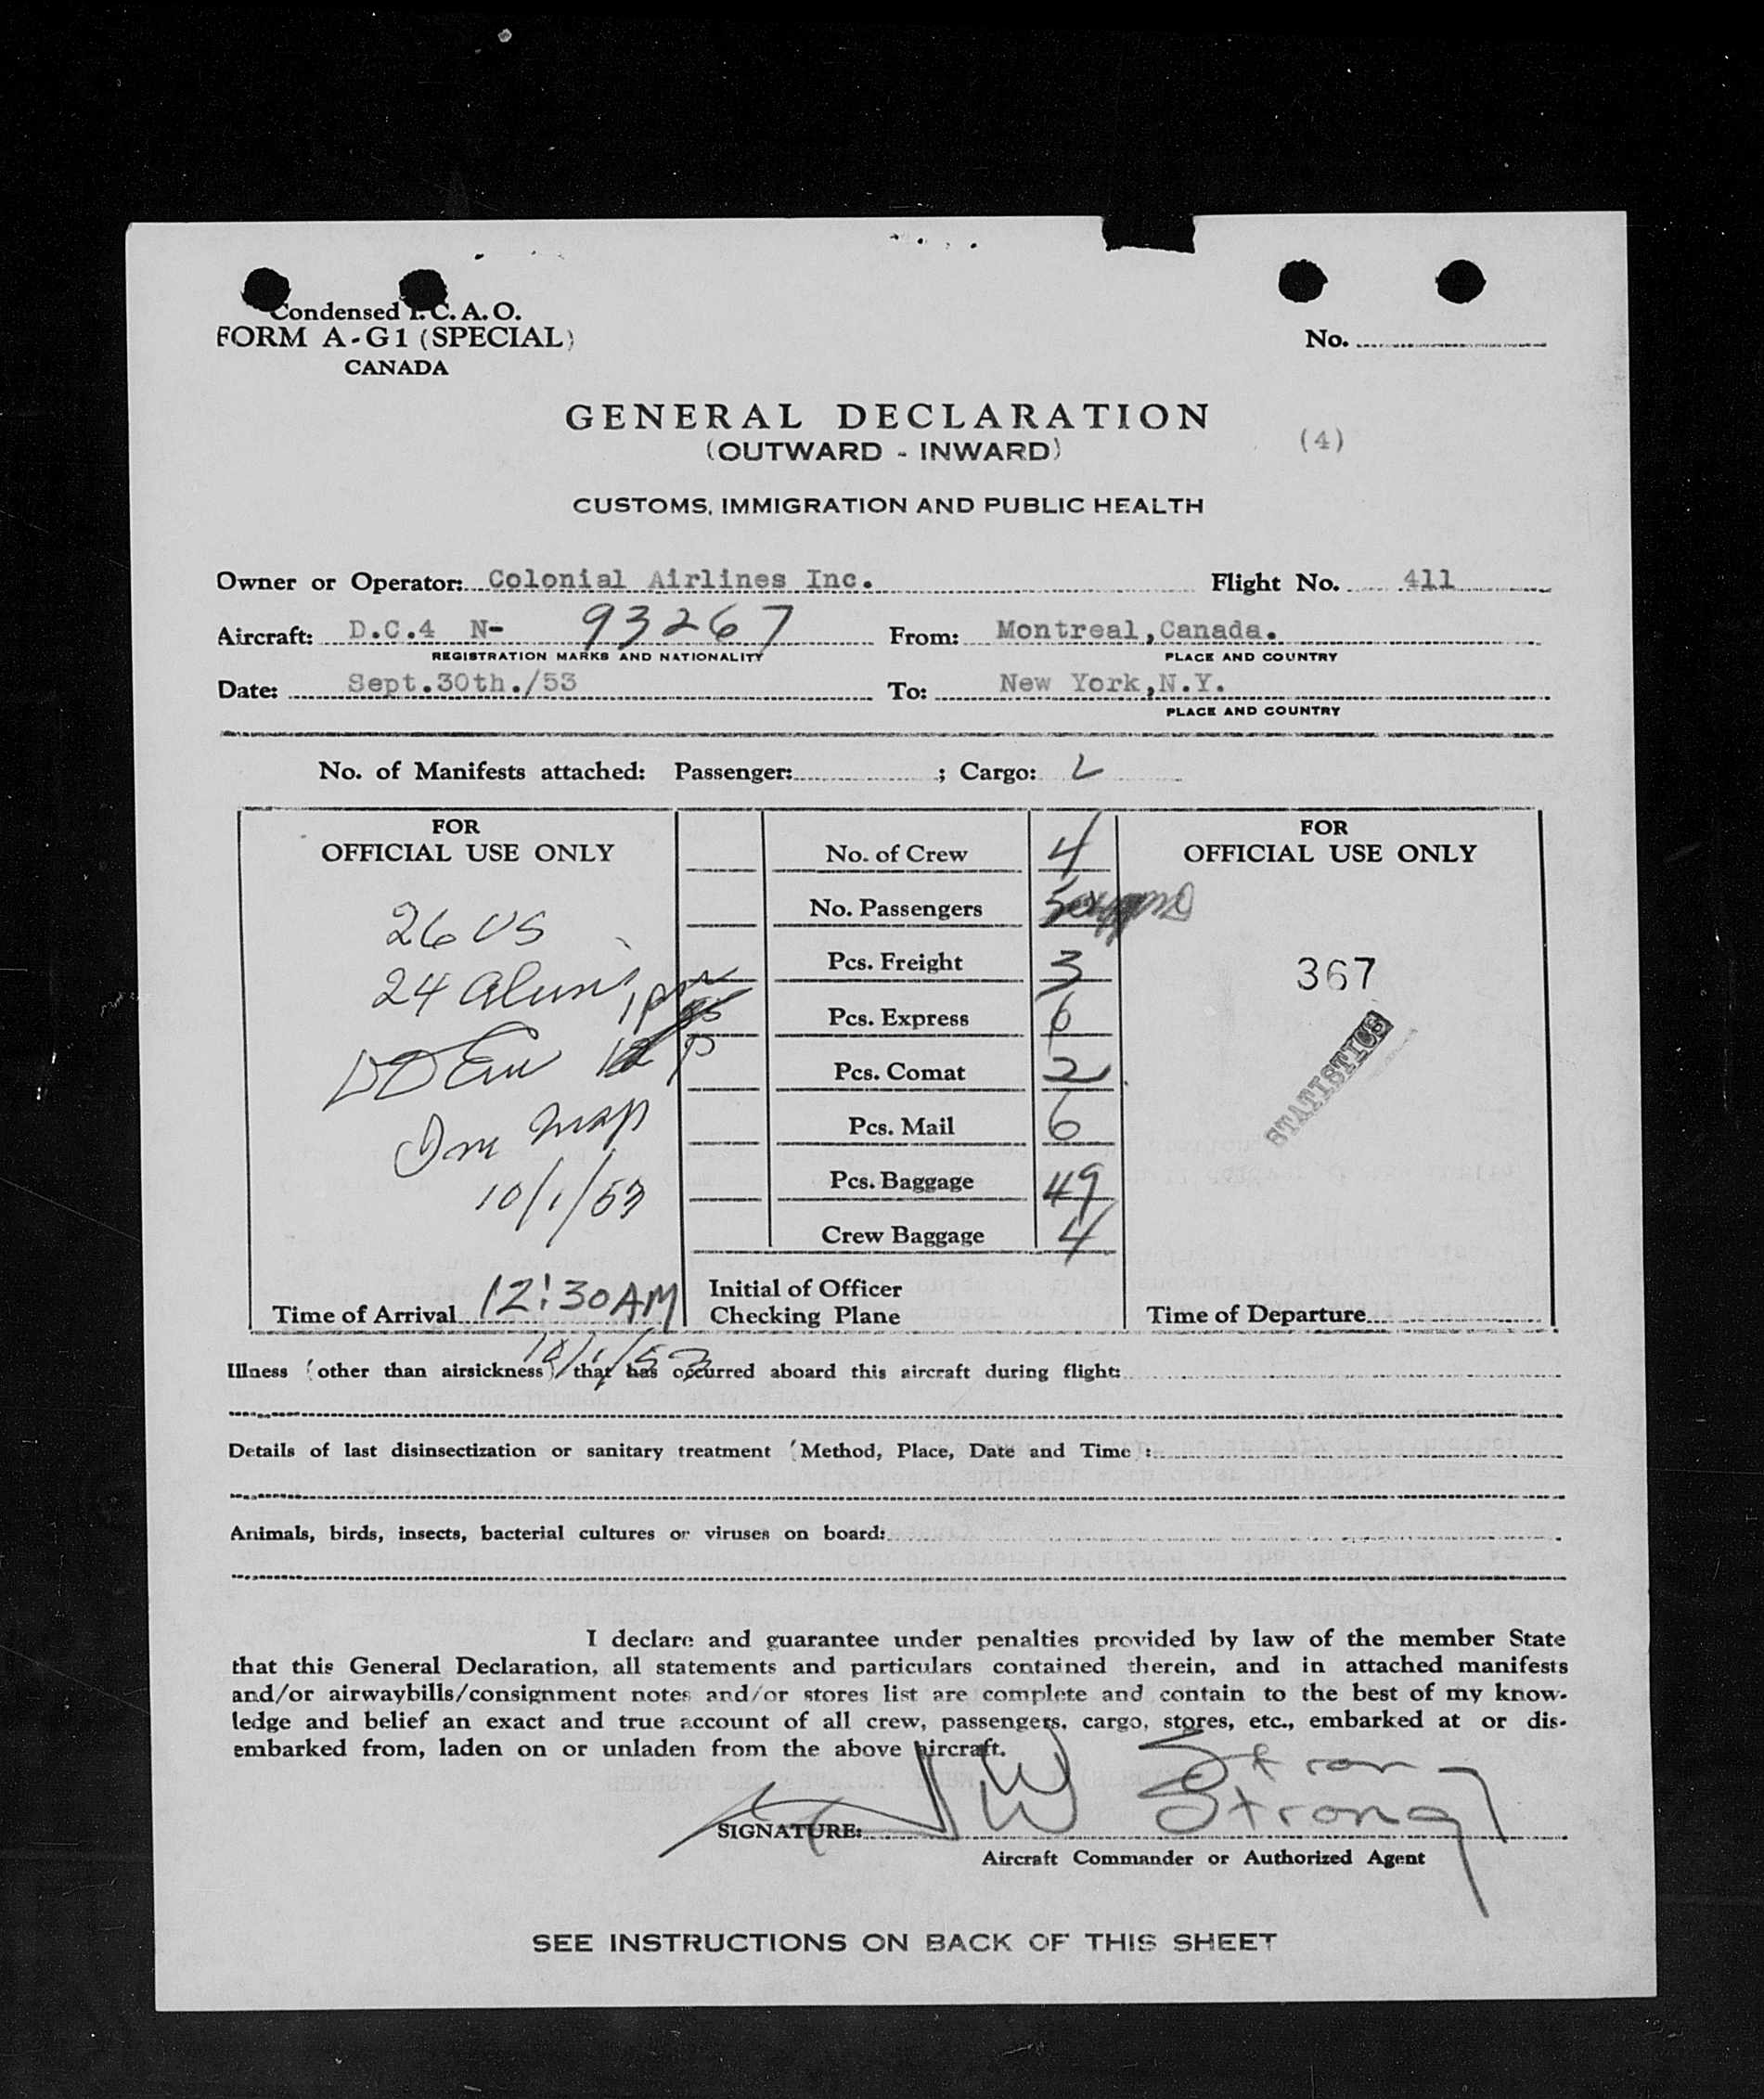 Condensed I.C.A.O.
FORM A-G1 (SPECIAL)
CANADA
No.
GENERAL DECLARATION
(OUTWARD - INWARD)
(4)
CUSTOMS, IMMIGRATION AND PUBLIC HEALTH
Owner or Operator: Colonial Airlines Inc. Flight No. 411
Aircraft: D.C.4 N- 93267 From: Montreal, Canada.
REGISTRATION MARKS AND NATIONALITY PLACE AND COUNTRY
Date: Sept.30th./53 To: New York, N.Y.
PLACE AND COUNTRY
No. of Manifests attached: Passenger: ; Cargo: 2
FOR
OFFICIAL USE ONLY
26 US
24 aliens
Im Insp
10/1/53
Time of Arrival 12:30 AM
10/1/53
No. of Crew 4
No. Passengers
Pcs. Freight 3
Pcs. Express 6
Pcs. Comat 2
Pcs. Mail 6
Pcs. Baggage 49
Crew Baggage 4
Initial of Officer
Checking Plane
FOR
OFFICIAL USE ONLY
367
STATISTICS
Time of Departure
Illness (other than airsickness) that has occurred aboard this aircraft during flight:
Details of last disinsectization or sanitary treatment (Method, Place, Date and Time):
Animals, birds, insects, bacterial cultures or viruses on board:
I declare and guarantee under penalties provided by law of the member State
that this General Declaration, all statements and particulars contained therein, and in attached manifests
and/or airwaybills/consignment notes and/or stores list are complete and contain to the best of my know-
ledge and belief an exact and true account of all crew, passengers, cargo, stores, etc., embarked at or dis-
embarked from, laden on or unladen from the above aircraft.
SIGNATURE: W Strong
Aircraft Commander or Authorized Agent
SEE INSTRUCTIONS ON BACK OF THIS SHEET